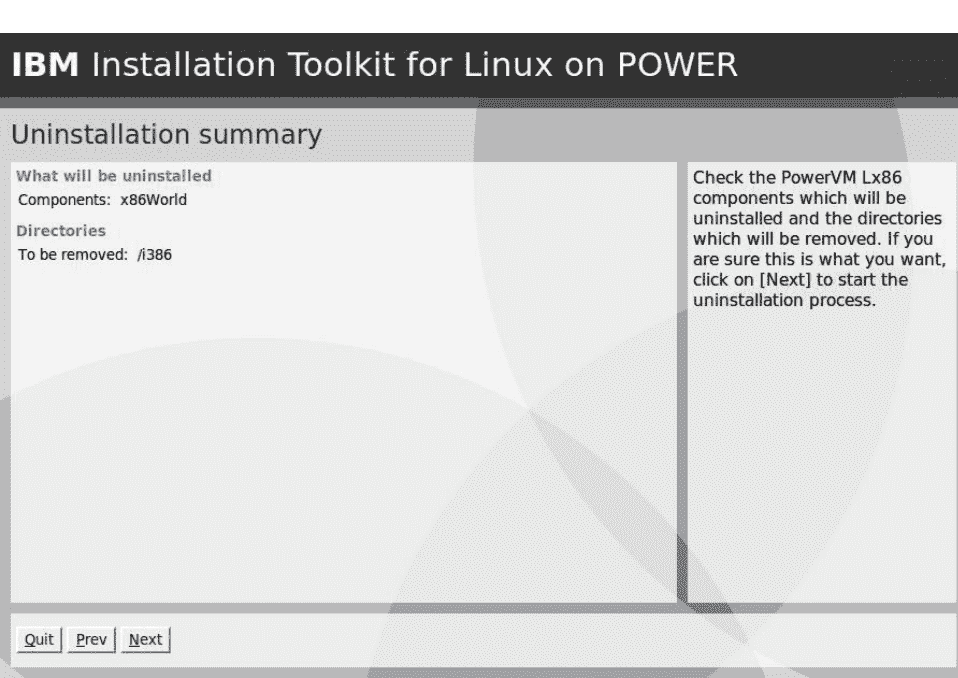 IBM Installation Toolkit for Linux on POWER
Uninstallation summary
What will be uninstalled
Components: x86World
Directories
To be removed: /i386
Check the PowerVM Lx86
components which will be
uninstalled and the directories
which will be removed. If you
are sure this is what you want,
click on [Next] to start the
uninstallation process.
Quit Prev Next